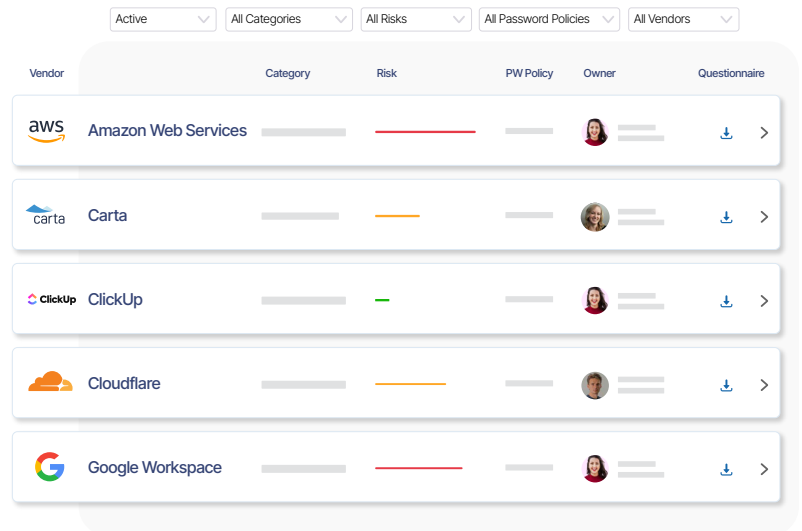 Active All Categories All Risks All Password Policies All Vendors
Vendor Category Risk PW Policy Owner Questionnaire
aws Amazon Web Services
carta Carta
ClickUp ClickUp
Cloudflare
G Google Workspace